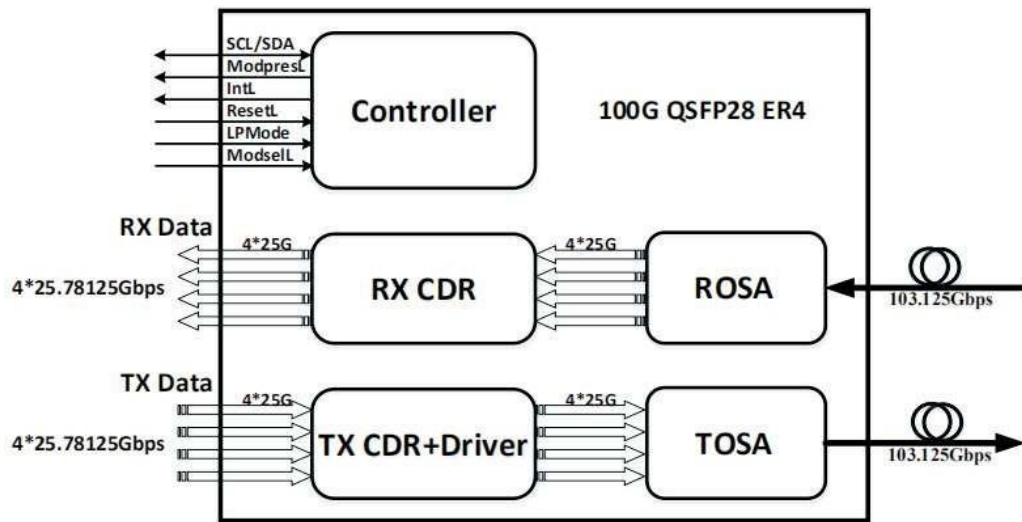 SCL/SDA
ModpresL
IntL
ResetL
LPMode
ModselL
Controller
100G QSFP28 ER4
RX Data
4*25G
4*25G
4*25.78125Gbps
RX CDR
ROSA
103.125Gbps
TX Data
4*25G
4*25G
4*25.78125Gbps
TX CDR+Driver
TOSA
103.125Gbps